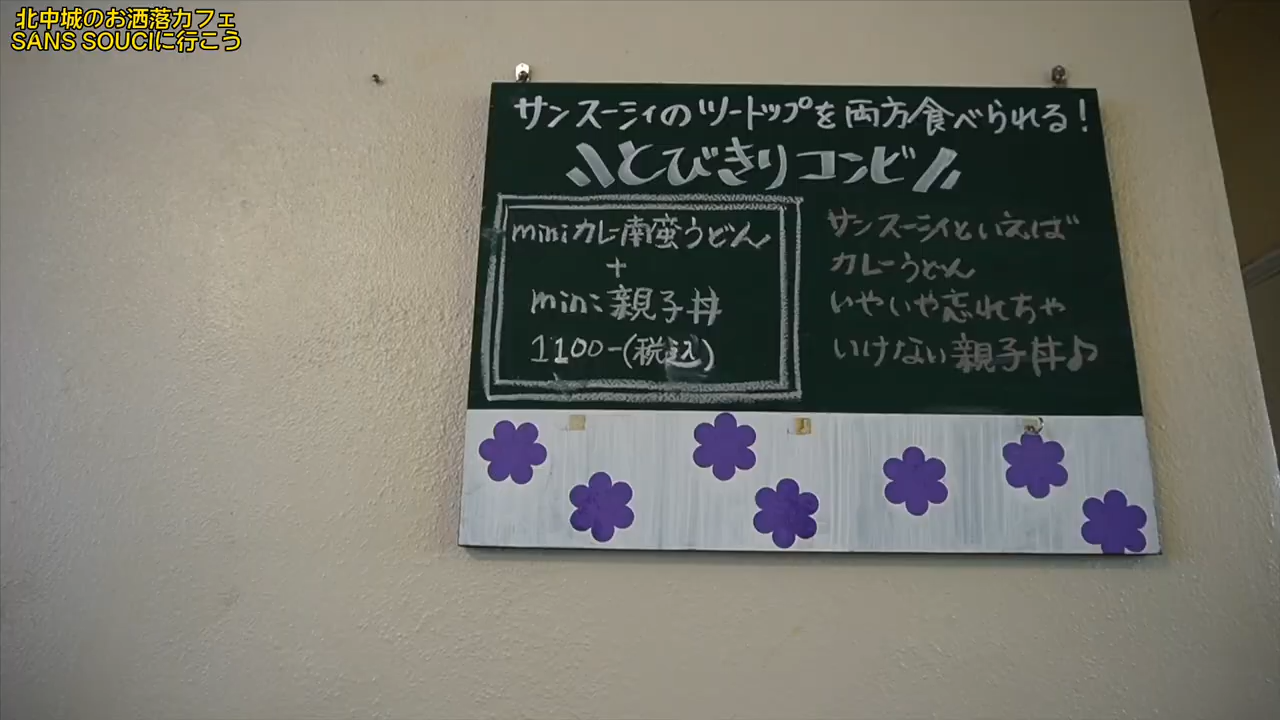 北中城のお洒落カフェ
SANS SOUCIに行こう
サンスーシィのツートップを両方食べられる!
\\とびきりコンビ//
miniカレー南蛮うどん
+
mini親子丼
1100-(税込)
サンスーシィといえば
カレーうどん
いやいや忘れちゃ
いけない親子丼♪